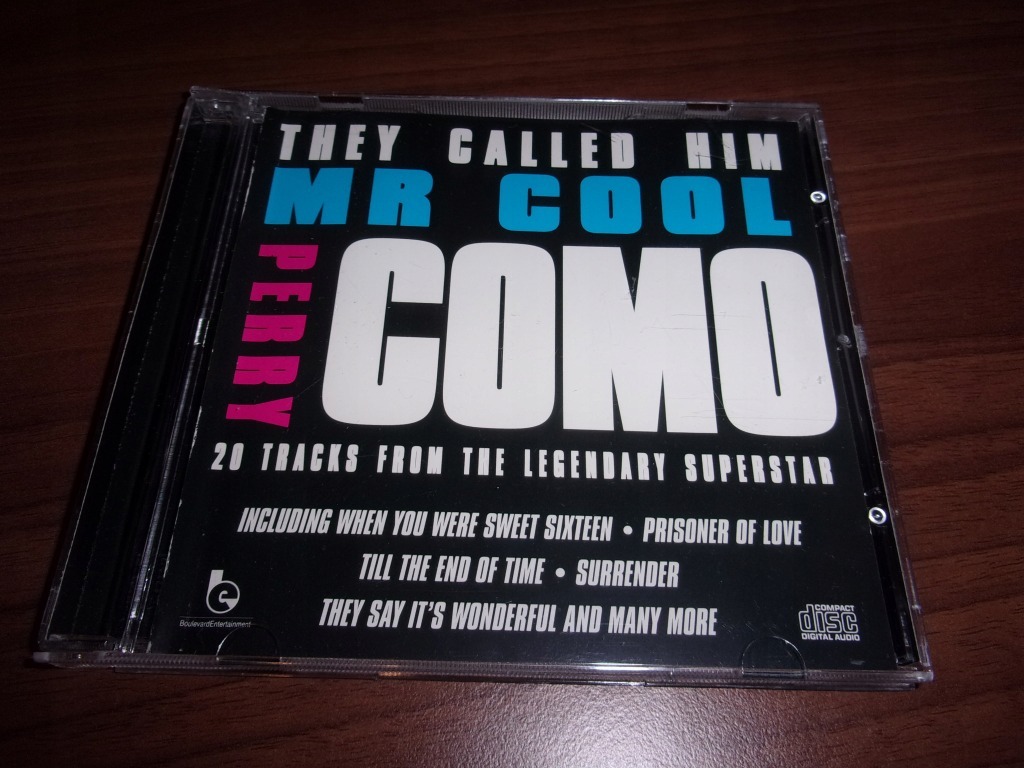 THEY CALLED HIM
MR COOL
PERRY
COMO
20 TRACKS FROM THE LEGENDARY SUPERSTAR
INCLUDING WHEN YOU WERE SWEET SIXTEEN • PRISONER OF LOVE
TILL THE END OF TIME • SURRENDER
THEY SAY IT'S WONDERFUL AND MANY MORE
be
BoulevardEntertainment
COMPACT
disc
DIGITAL AUDIO